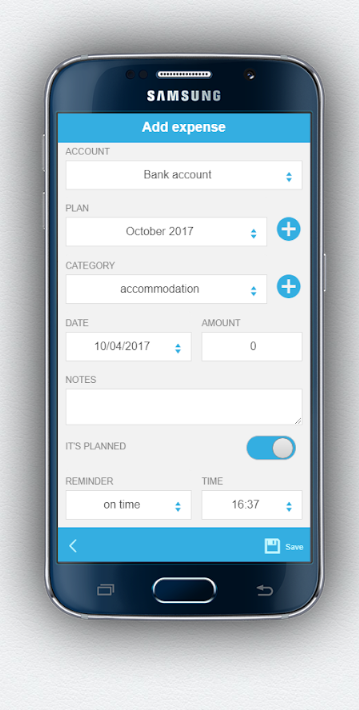 SAMSUNG
Add expense
ACCOUNT
Bank account
PLAN
October 2017
CATEGORY
accommodation
DATE AMOUNT
10/04/2017 0
NOTES
IT'S PLANNED
REMINDER TIME
on time 16:37
Save